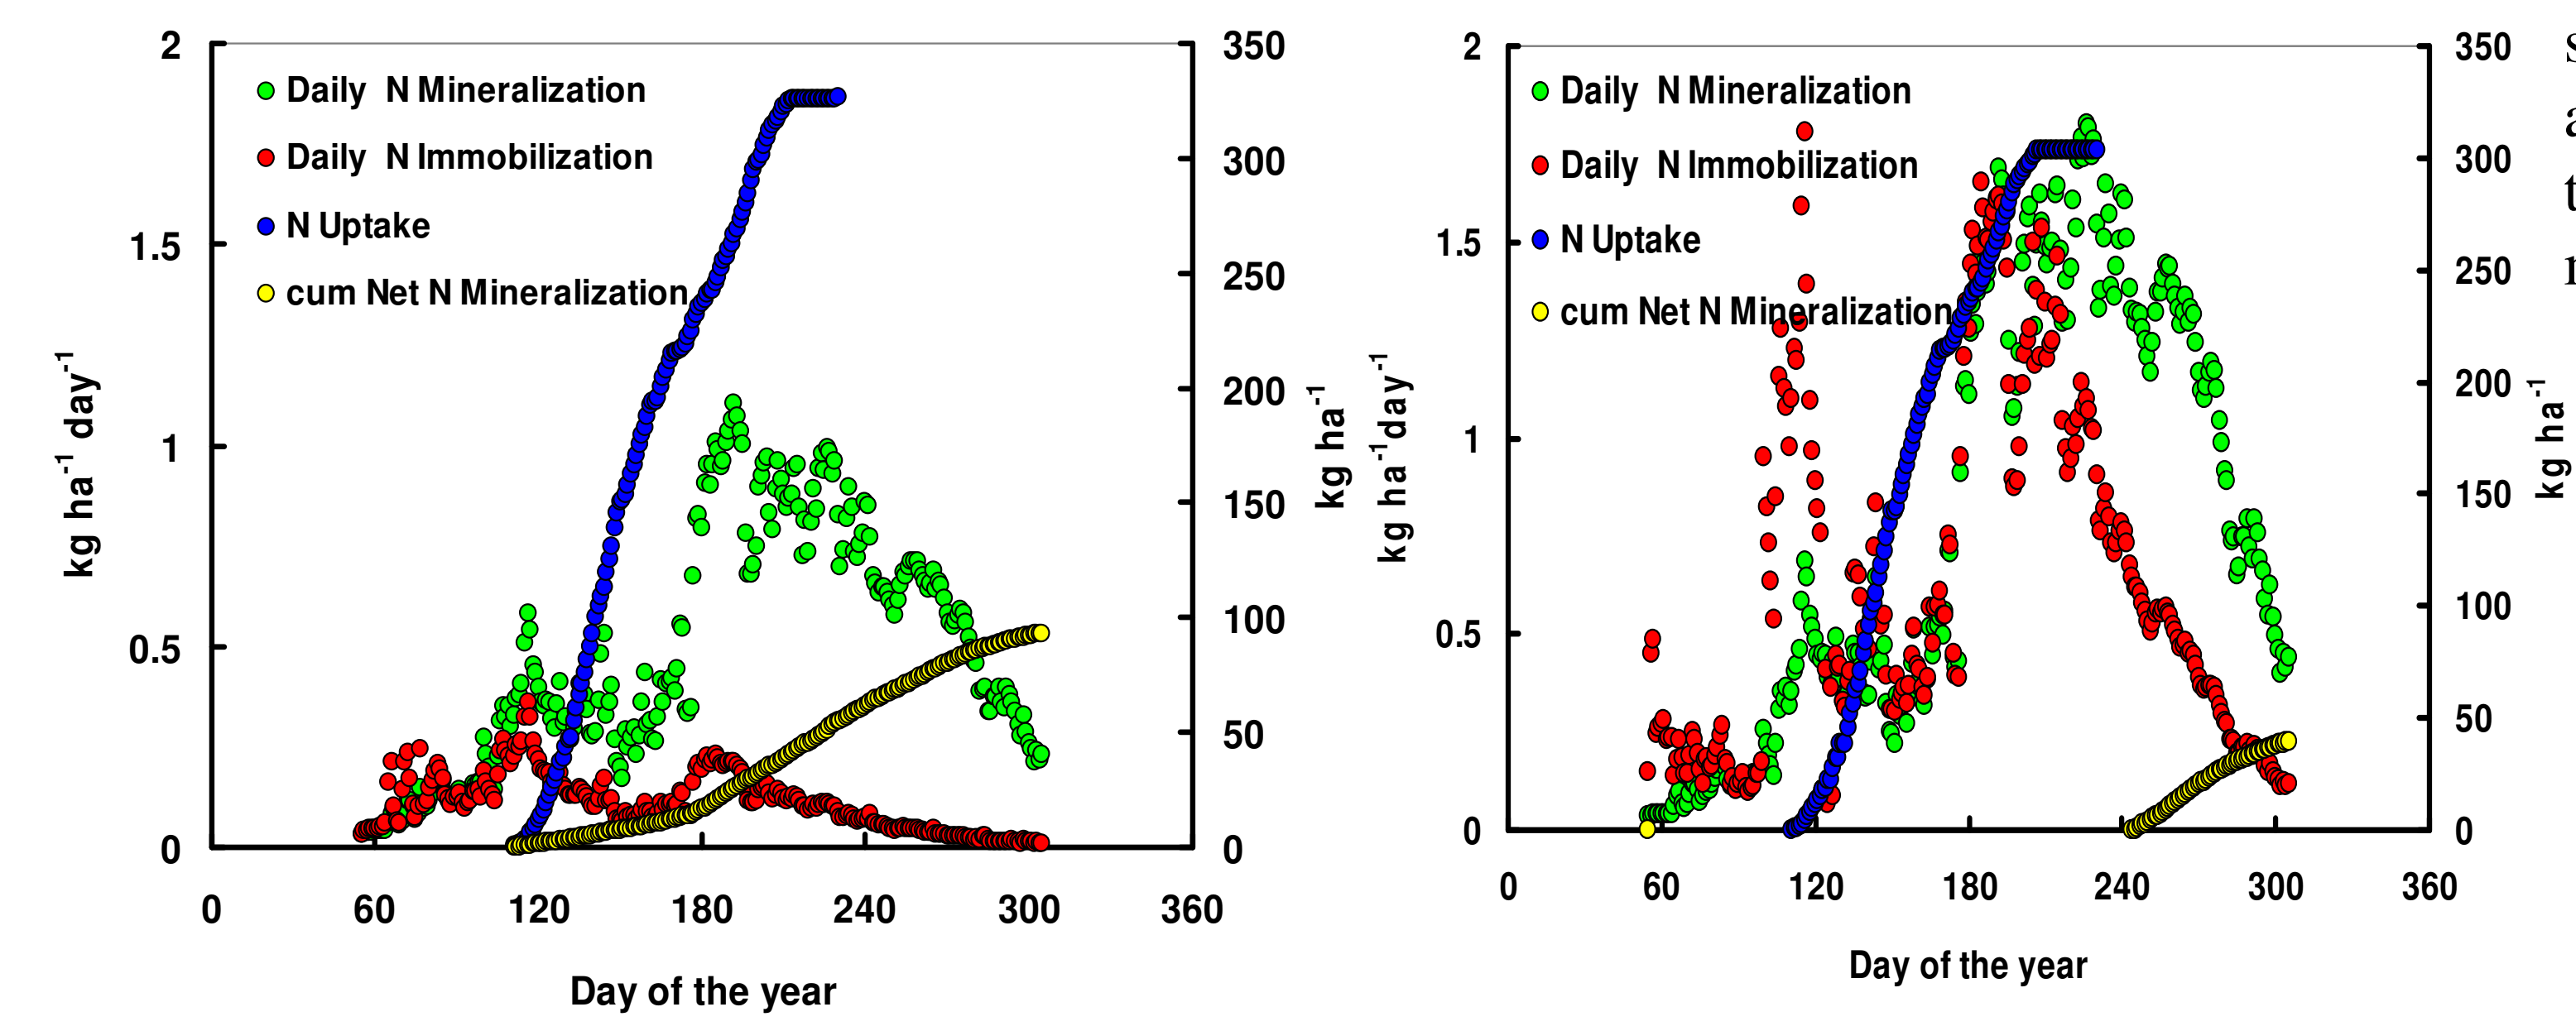 2
1.5
1
0.5
0
kg ha-1 day-1
Daily N Mineralization
Daily N Immobilization
N Uptake
cum Net N Mineralization
350
300
250
200
150
100
50
0
kg ha-1
0 60 120 180 240 300 360
Day of the year
2
1.5
1
0.5
0
kg ha-1 day-1
Daily N Mineralization
Daily N Immobilization
N Uptake
cum Net N Mineralization
350
300
250
200
150
100
50
0
kg ha-1
0 60 120 180 240 300 360
Day of the year